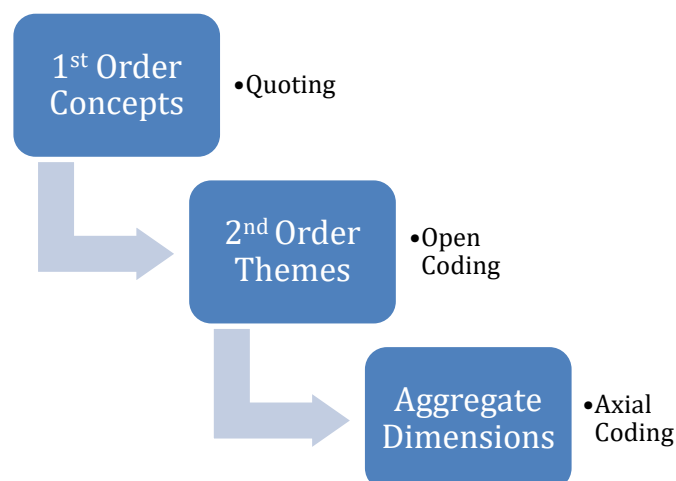 1st Order
Concepts
•Quoting
2nd Order
Themes
•Open
Coding
Aggregate
Dimensions
•Axial
Coding